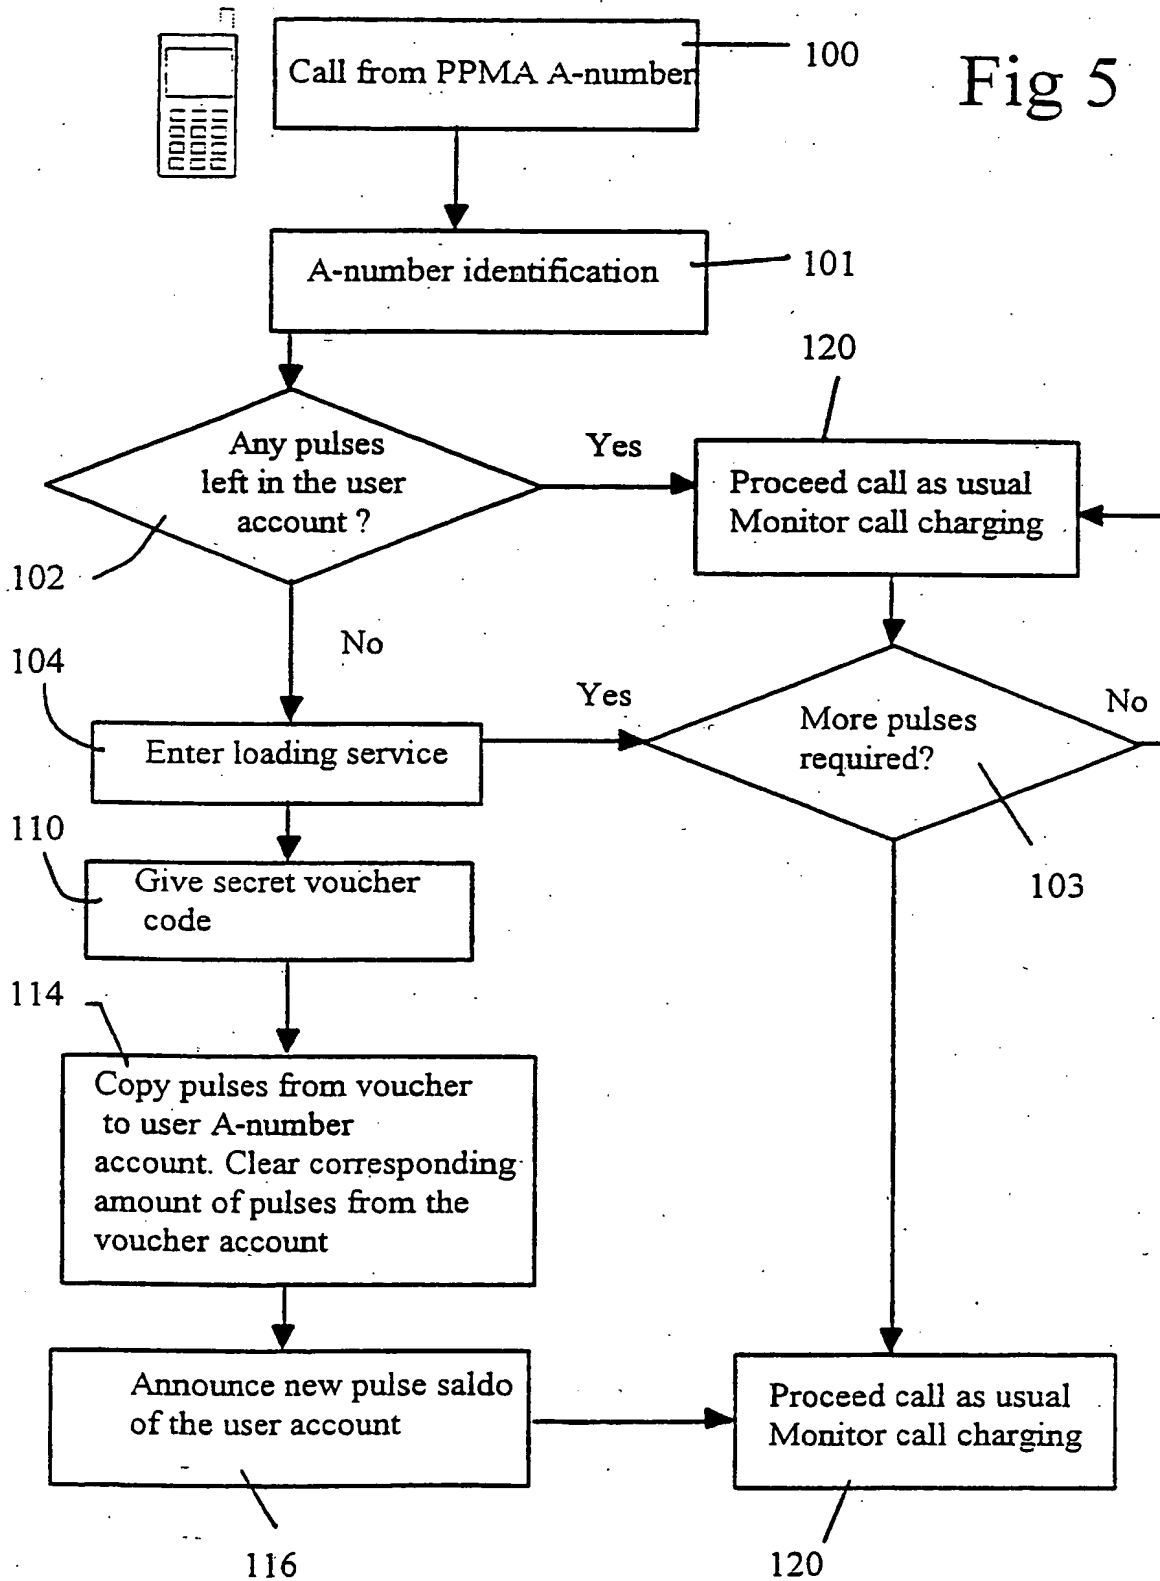 Fig 5
Call from PPMA A-number
100
A-number identification
101
120
Any pulses
left in the user
account ?
Yes
Proceed call as usual
Monitor call charging
102
No
104
Enter loading service
Yes
More pulses
required?
No
103
110
Give secret voucher
code
114
Copy pulses from voucher
to user A-number
account. Clear corresponding
amount of pulses from the
voucher account
Announce new pulse saldo
of the user account
Proceed call as usual
Monitor call charging
116
120